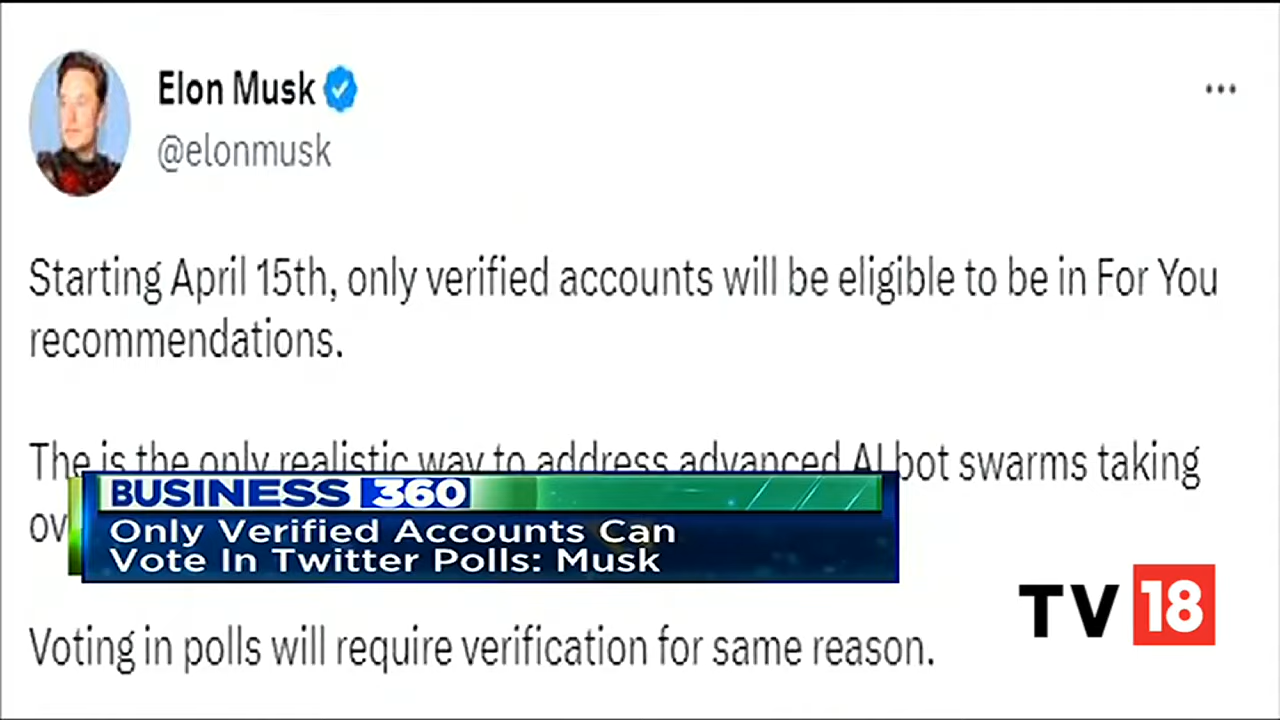 Elon Musk
@elonmusk
Starting April 15th, only verified accounts will be eligible to be in For You
recommendations.
The is the only realistic way to address advanced AI bot swarms taking
BUSINESS 360
Only Verified Accounts Can
Vote In Twitter Polls: Musk
TV18
Voting in polls will require verification for same reason.